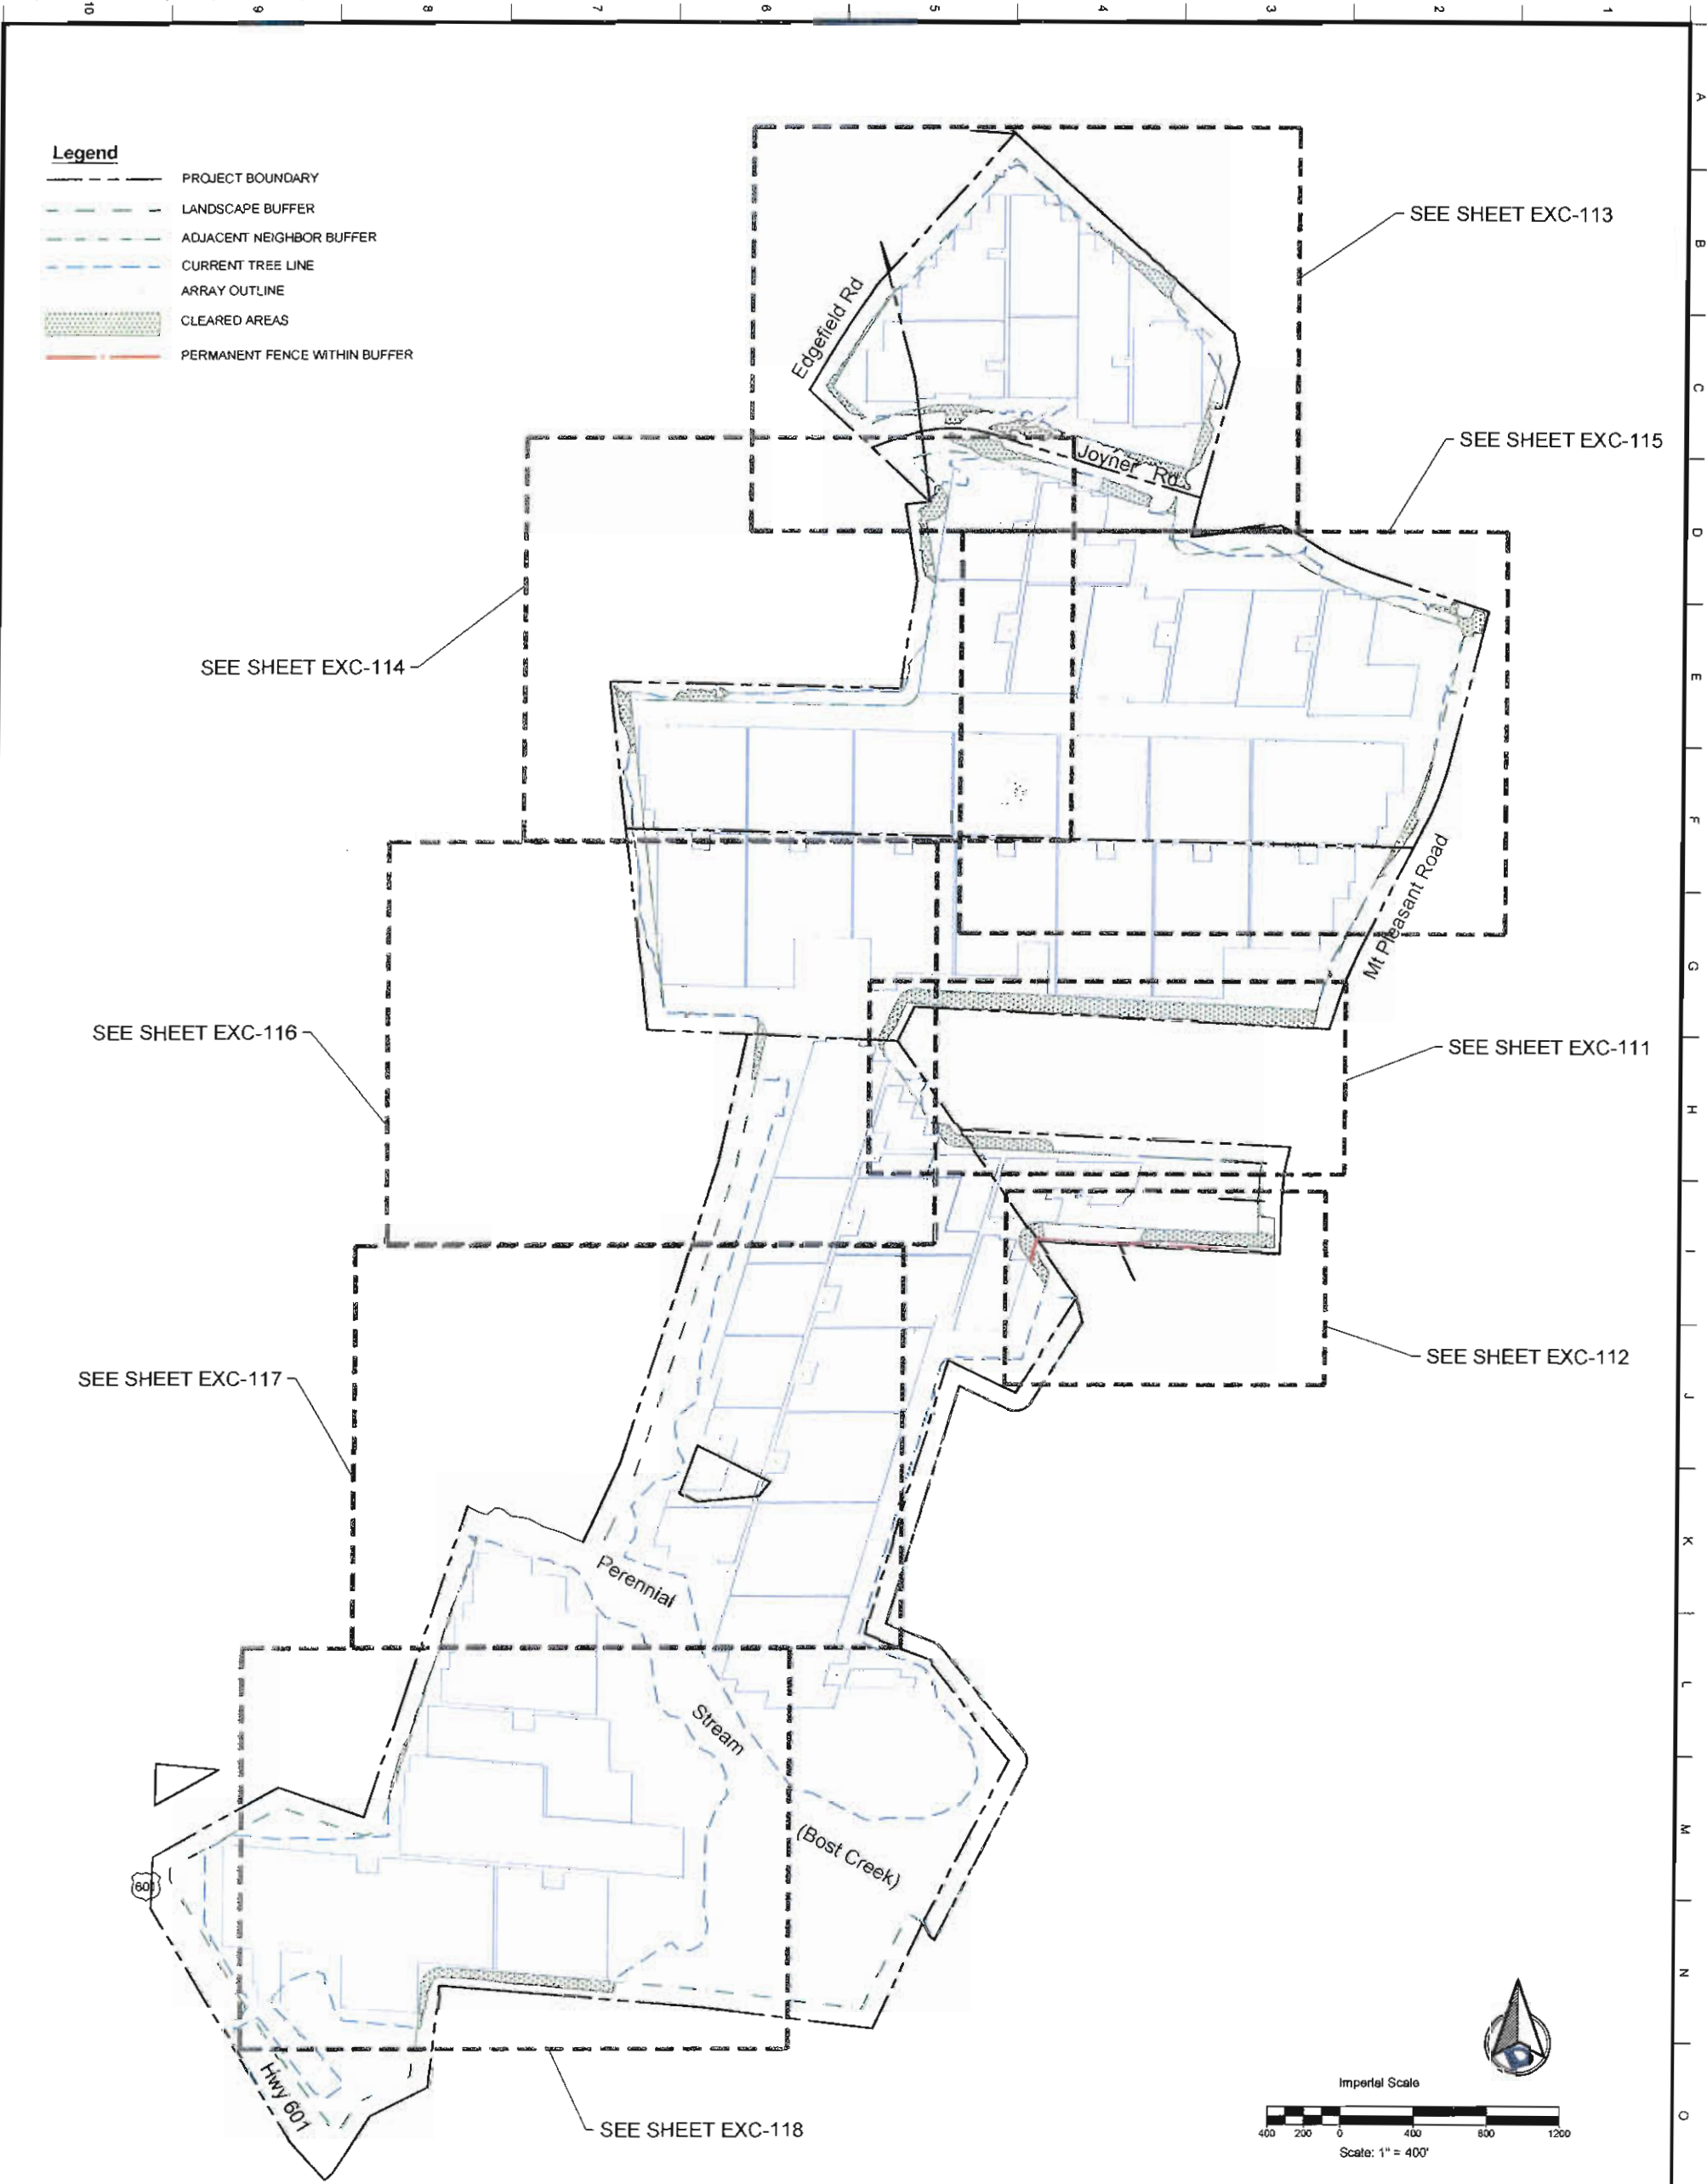 10 9 8 7 6 5 4 3 2 1
A
B
C
D
E
F
G
H
I
J
K
L
M
N
O
Legend
PROJECT BOUNDARY
LANDSCAPE BUFFER
ADJACENT NEIGHBOR BUFFER
CURRENT TREE LINE
ARRAY OUTLINE
CLEARED AREAS
PERMANENT FENCE WITHIN BUFFER
SEE SHEET EXC-113
Edgefield Rd
SEE SHEET EXC-115
Joyner Rd
SEE SHEET EXC-114
Mt Pleasant Road
SEE SHEET EXC-116
SEE SHEET EXC-111
SEE SHEET EXC-112
SEE SHEET EXC-117
Perennial
Stream
(Bost Creek)
601
Hwy 601
SEE SHEET EXC-118
Imperial Scale
400 200 0 400 800 1200
Scale: 1" = 400'